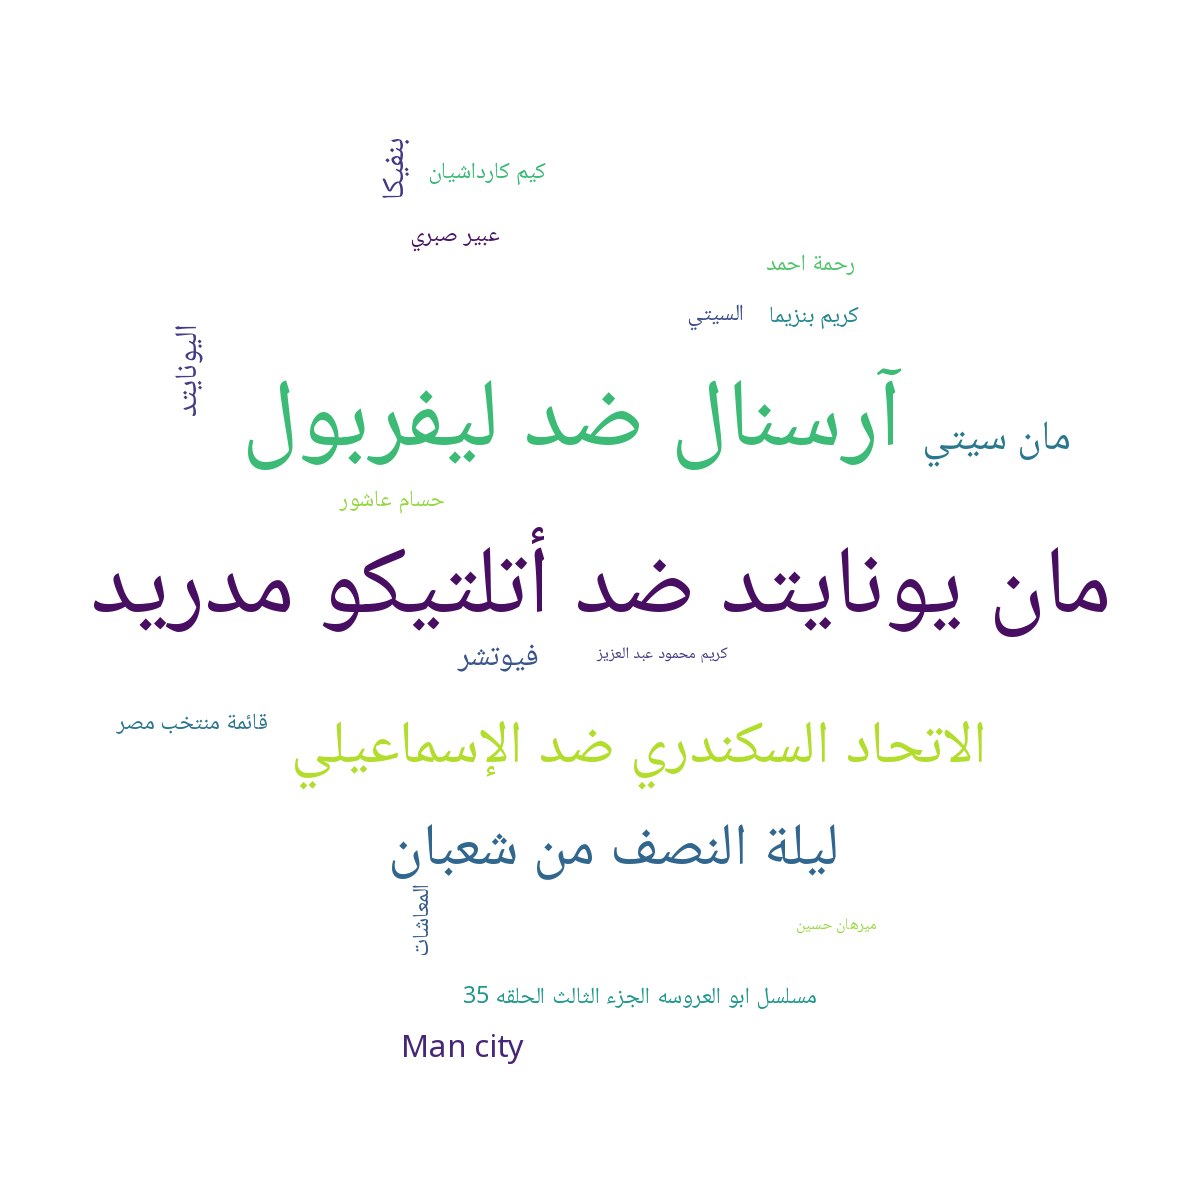 بنفيكا
كيم كارداشيان
عبير صبري
رحمة احمد
كريم بنزيما
السيتي
اليونايتد
آرسنال ضد ليفربول
مان سيتي
حسام عاشور
مان يونايتد ضد أتلتيكو مدريد
كريم محمود عبد العزيز
فيوتشر
قائمة منتخب مصر
الاتحاد السكندري ضد الإسماعيلي
ليلة النصف من شعبان
المعاشات
ميرهان حسين
مسلسل ابو العروسه الجزء الثالث الحلقه 35
Man city